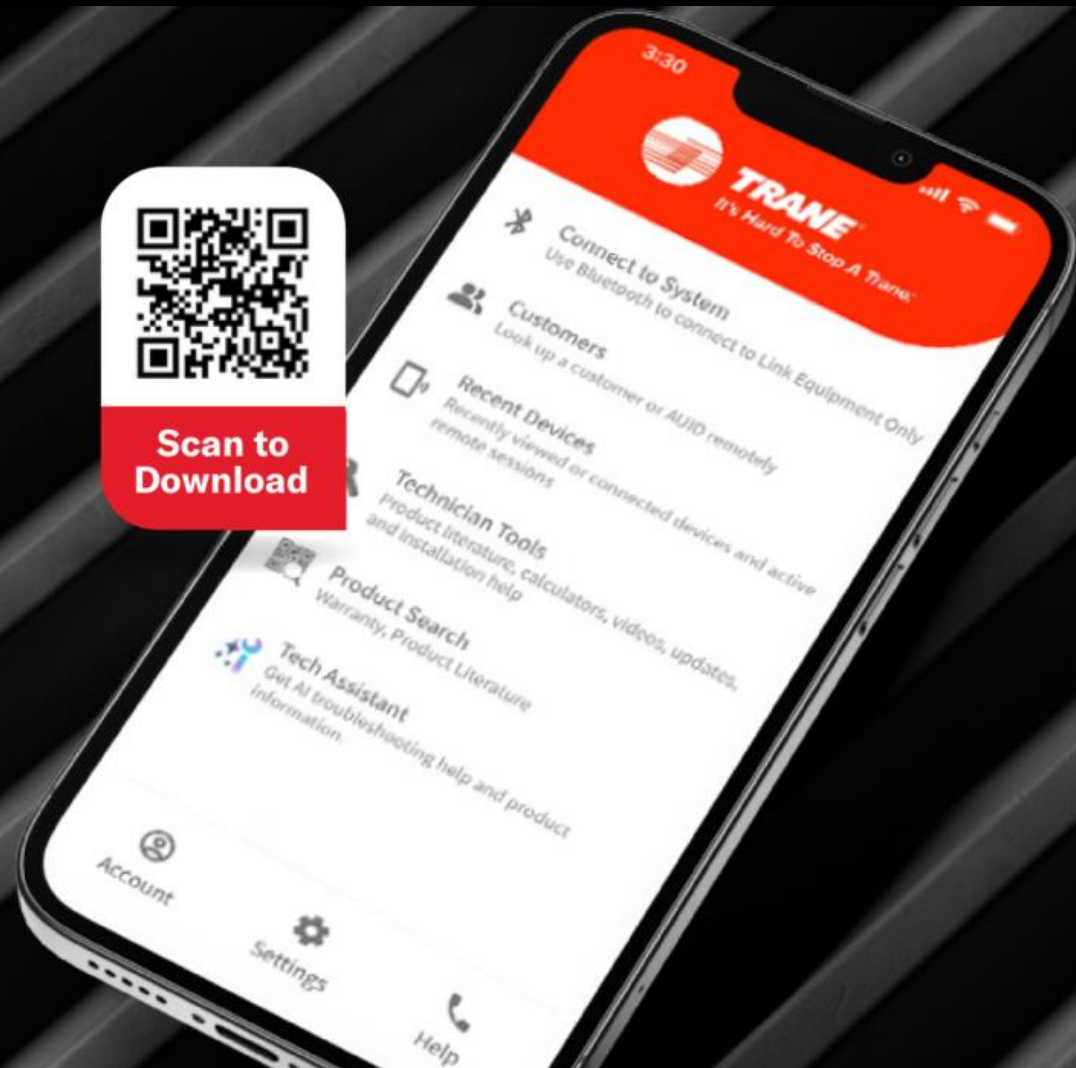 3:30
TRANE®
It's Hard To Stop A Trane.®
Connect to System
Use Bluetooth to connect to Link Equipment Only
Customers
Look up a customer or AUID remotely
Recent Devices
Recently viewed or connected devices and active
remote sessions
Technician Tools
Product literature, calculators, videos, updates,
and installation help
Product Search
Warranty, Product Literature
Tech Assistant
Get AI troubleshooting help and product
information.
Account
Settings
Help
Scan to
Download